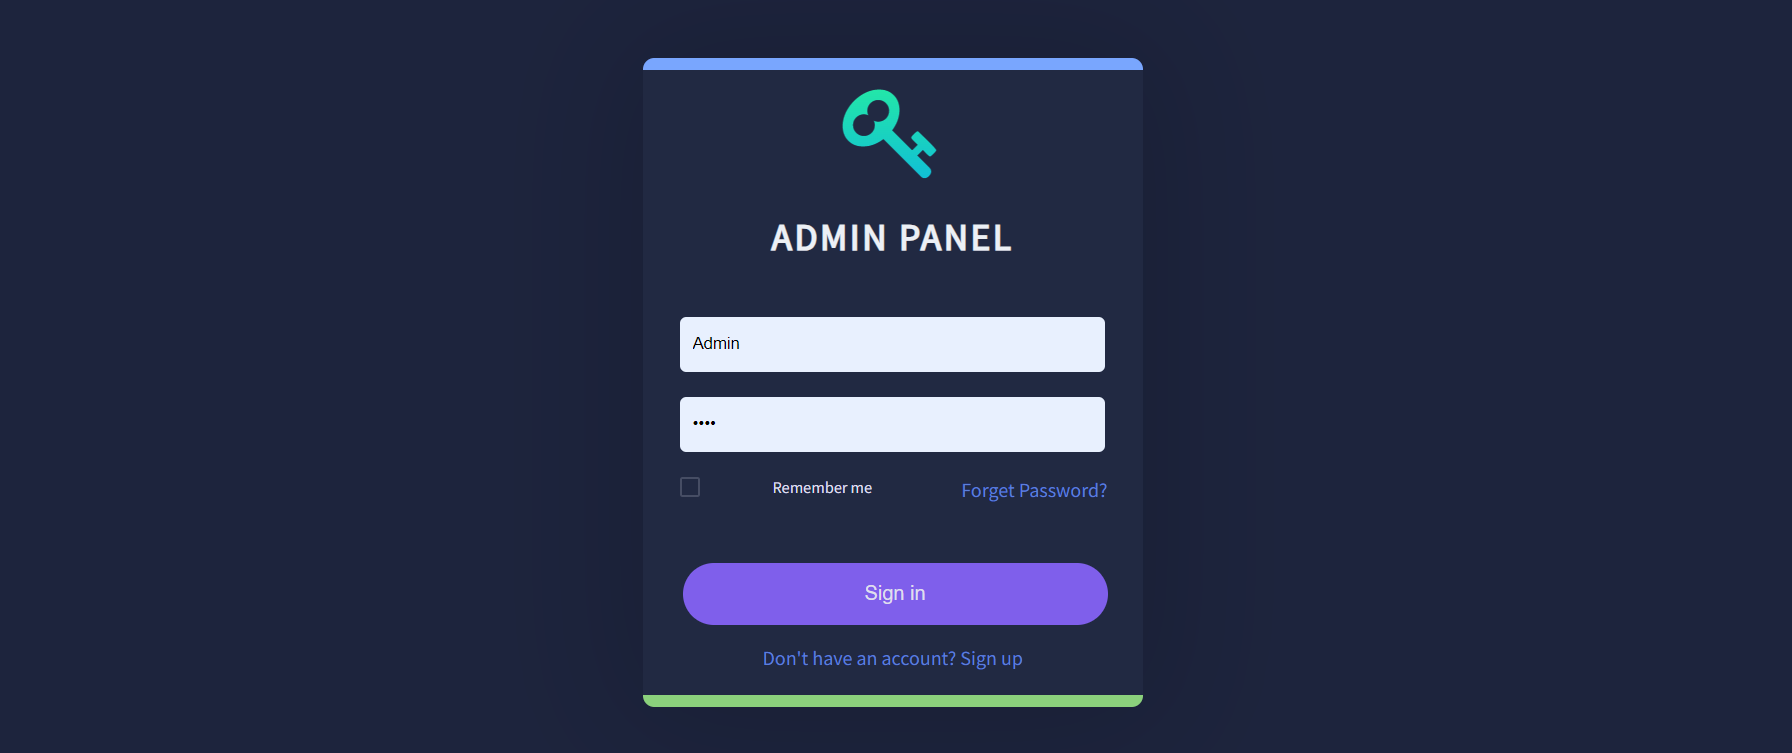 ADMIN PANEL
Admin
••••
Remember me
Forget Password?
Sign in
Don't have an account? Sign up